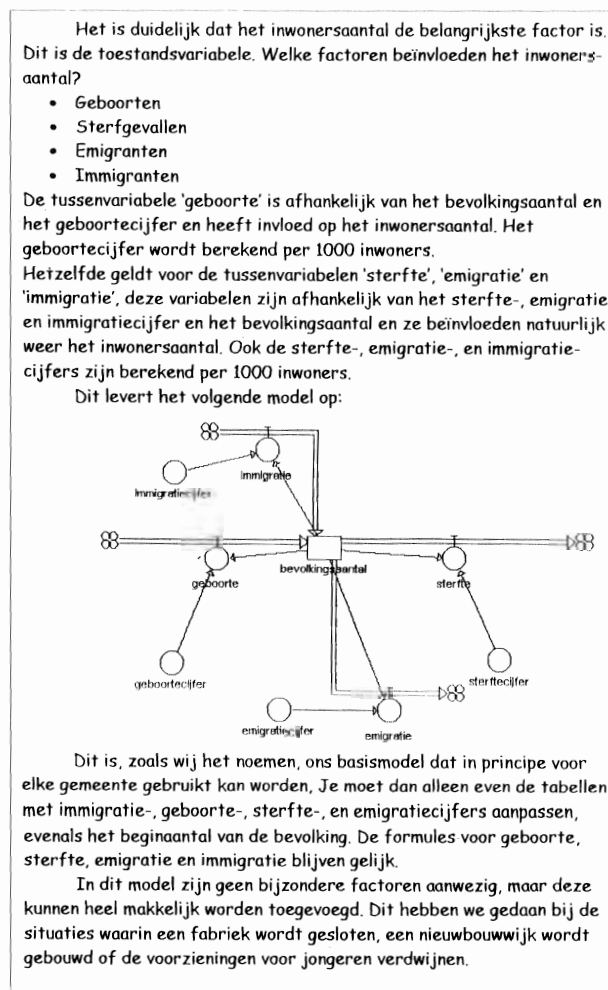 Het is duidelijk dat het inwonersaantal de belangrijkste factor is.
Dit is de toestandsvariabele. Welke factoren beïnvloeden het inwoners-
aantal?
• Geboorten
• Sterfgevallen
• Emigranten
• Immigranten
De tussenvariabele 'geboorte' is afhankelijk van het bevolkingsaantal en
het geboortecijfer en heeft invloed op het inwonersaantal. Het
geboortecijfer wordt berekend per 1000 inwoners.
Hetzelfde geldt voor de tussenvariabelen 'sterfte', 'emigratie' en
'immigratie', deze variabelen zijn afhankelijk van het sterfte-, emigratie
en immigratiecijfer en het bevolkingsaantal en ze beïnvloeden natuurlijk
weer het inwonersaantal. Ook de sterfte-, emigratie-, en immigratie-
cijfers zijn berekend per 1000 inwoners.
Dit levert het volgende model op:
immigratie
immigratiecijfer
bevolkingsaantal
geboorte
sterfte
geboortecijfer
sterftecijfer
emigratiecijfer
emigratie
Dit is, zoals wij het noemen, ons basismodel dat in principe voor
elke gemeente gebruikt kan worden, Je moet dan alleen even de tabellen
met immigratie-, geboorte-, sterfte-, en emigratiecijfers aanpassen,
evenals het beginaantal van de bevolking. De formules voor geboorte,
sterfte, emigratie en immigratie blijven gelijk.
In dit model zijn geen bijzondere factoren aanwezig, maar deze
kunnen heel makkelijk worden toegevoegd. Dit hebben we gedaan bij de
situaties waarin een fabriek wordt gesloten, een nieuwbouwwijk wordt
gebouwd of de voorzieningen voor jongeren verdwijnen.